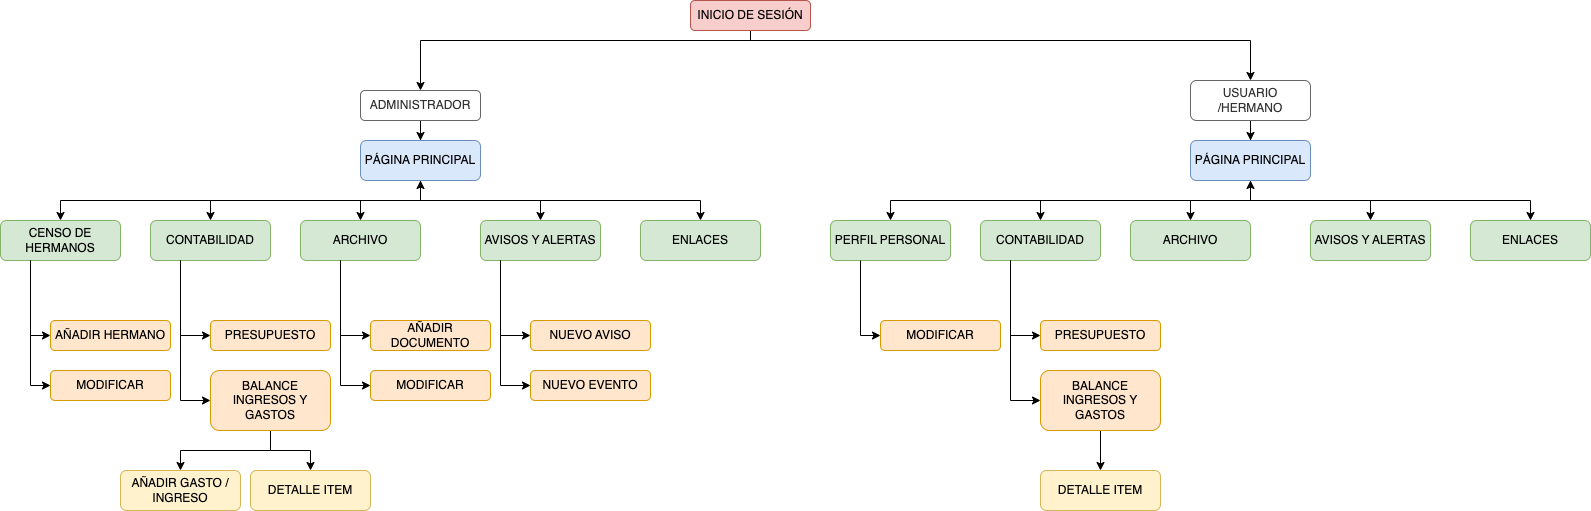 INICIO DE SESIÓN
ADMINISTRADOR
USUARIO
/HERMANO
PÁGINA PRINCIPAL
PÁGINA PRINCIPAL
CENSO DE
HERMANOS
CONTABILIDAD
ARCHIVO
AVISOS Y ALERTAS
ENLACES
PERFIL PERSONAL
CONTABILIDAD
ARCHIVO
AVISOS Y ALERTAS
ENLACES
AÑADIR HERMANO
PRESUPUESTO
AÑADIR
DOCUMENTO
NUEVO AVISO
MODIFICAR
PRESUPUESTO
MODIFICAR
BALANCE
INGRESOS Y
GASTOS
MODIFICAR
NUEVO EVENTO
BALANCE
INGRESOS Y
GASTOS
AÑADIR GASTO /
INGRESO
DETALLE ITEM
DETALLE ITEM